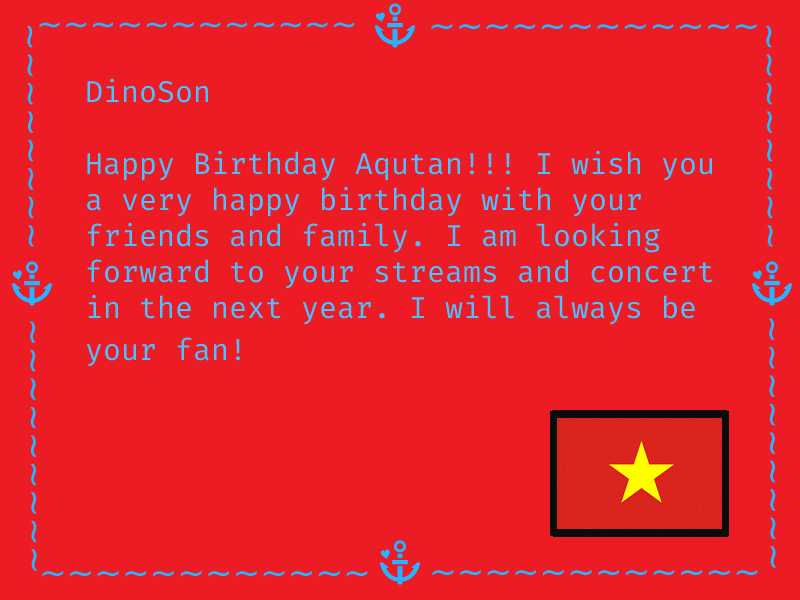 DinoSon
Happy Birthday Aqutan!!! I wish you
a very happy birthday with your
friends and family. I am looking
forward to your streams and concert
in the next year. I will always be
your fan!